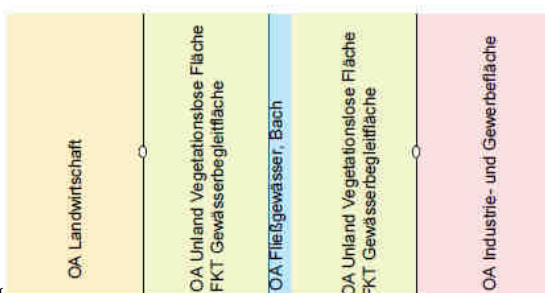 OA Landwirtschaft
OA Unland Vegetationslose Fläche
FKT Gewässerbegleitfläche
OA Fließgewässer, Bach
OA Unland Vegetationslose Fläche
FKT Gewässerbegleitfläche
OA Industrie- und Gewerbefläche